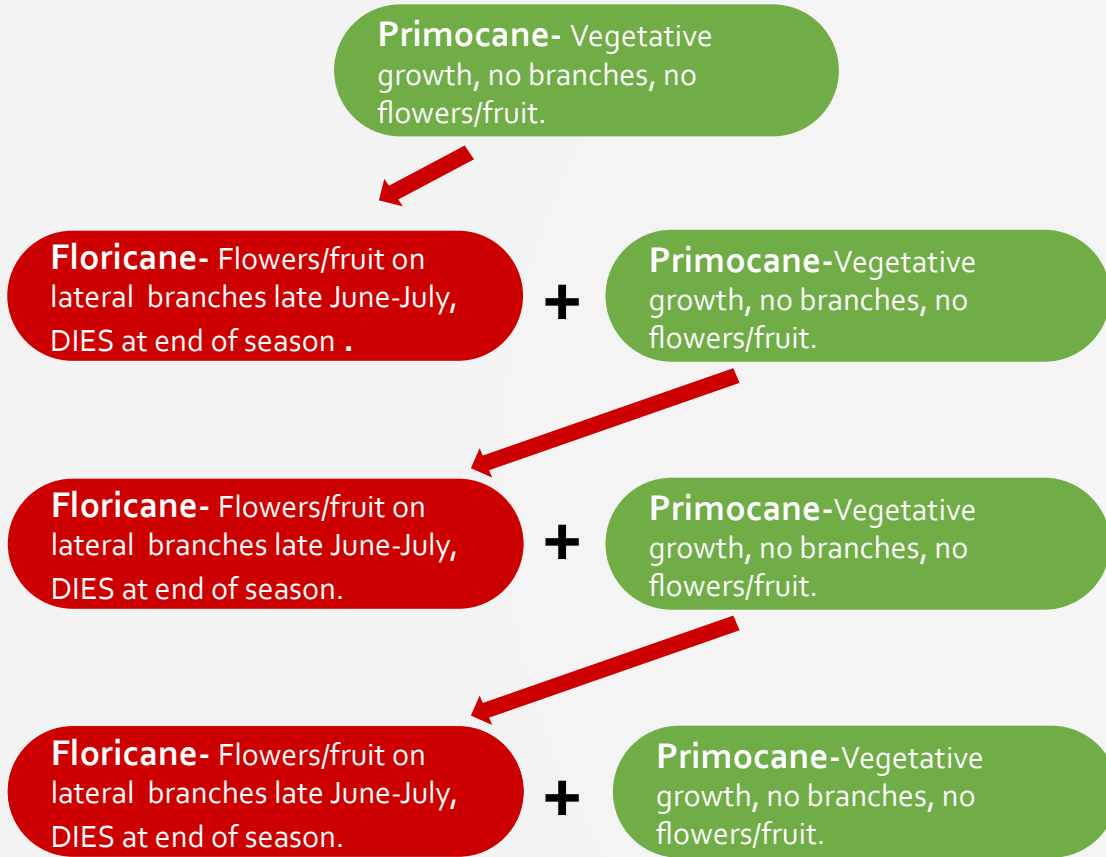 Primocane- Vegetative
growth, no branches, no
flowers/fruit.
Floricane- Flowers/fruit on
lateral branches late June-July,
DIES at end of season .
+
Primocane-Vegetative
growth, no branches, no
flowers/fruit.
Floricane- Flowers/fruit on
lateral branches late June-July,
DIES at end of season.
+
Primocane-Vegetative
growth, no branches, no
flowers/fruit.
Floricane- Flowers/fruit on
lateral branches late June-July,
DIES at end of season.
+
Primocane-Vegetative
growth, no branches, no
flowers/fruit.